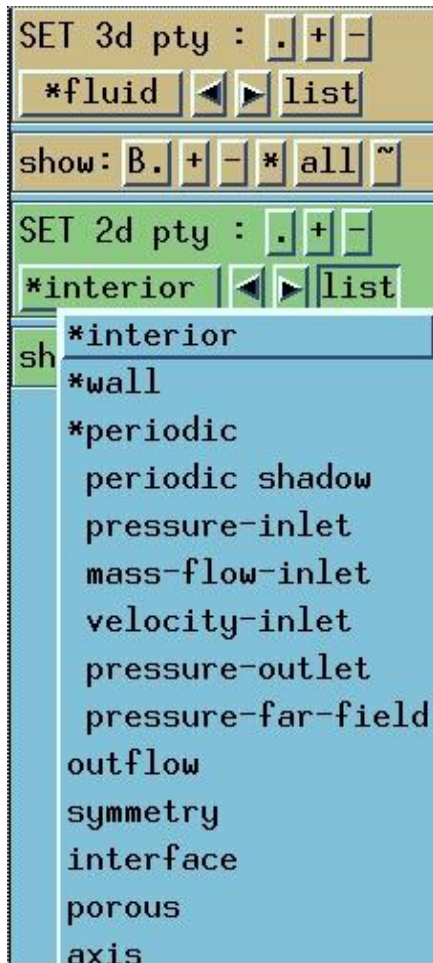 SET 3d pty : . + -
*fluid ◄ ► list
show: B. + - * all ~
SET 2d pty : . + -
*interior ◄ ► list
sh
*interior
*wall
*periodic
periodic shadow
pressure-inlet
mass-flow-inlet
velocity-inlet
pressure-outlet
pressure-far-field
outflow
symmetry
interface
porous
axis